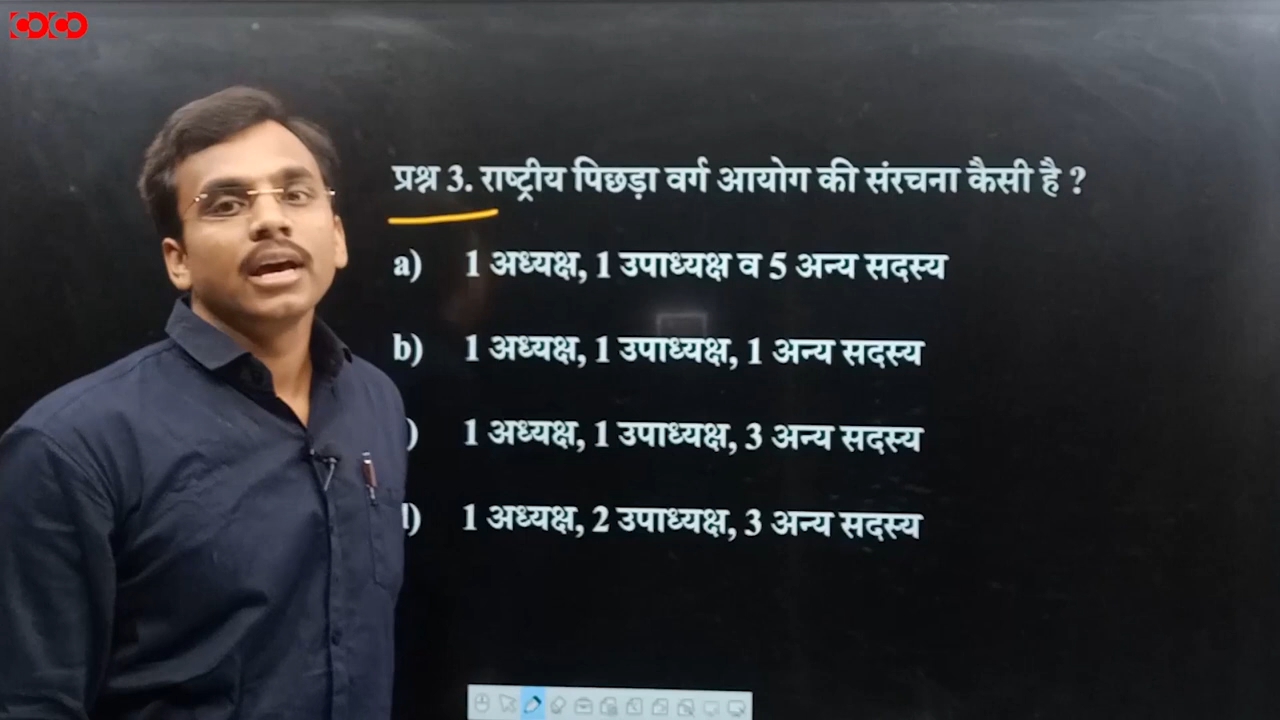 प्रश्न 3. राष्ट्रीय पिछड़ा वर्ग आयोग की संरचना कैसी है ?
a) 1 अध्यक्ष, 1 उपाध्यक्ष व 5 अन्य सदस्य
b) 1 अध्यक्ष, 1 उपाध्यक्ष, 1 अन्य सदस्य
) 1 अध्यक्ष, 1 उपाध्यक्ष, 3 अन्य सदस्य
) 1 अध्यक्ष, 2 उपाध्यक्ष, 3 अन्य सदस्य